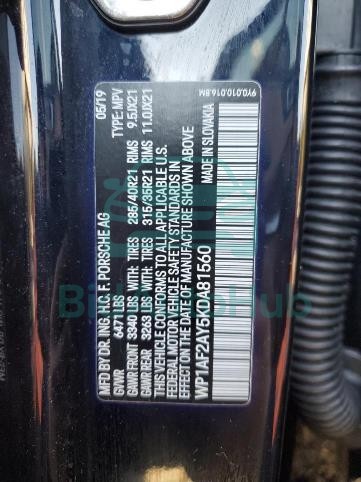 MFD BY DR. ING. H.C. F. PORSCHE AG 05/19
GVWR 6471 LBS TYPE: MPV
GAWR FRONT 3340 LBS WITH TIRES 285/40R21 RIMS 9.5JX21
GAWR REAR 3263 LBS WITH TIRES 315/35R21 RIMS 11.0JX21
THIS VEHICLE CONFORMS TO ALL APPLICABLE U.S.
FEDERAL MOTOR VEHICLE SAFETY STANDARDS IN
EFFECT ON THE DATE OF MANUFACTURE SHOWN ABOVE
WP1AF2AY5KDA81560 MADE IN SLOVAKIA
9Y0.010.016.BM